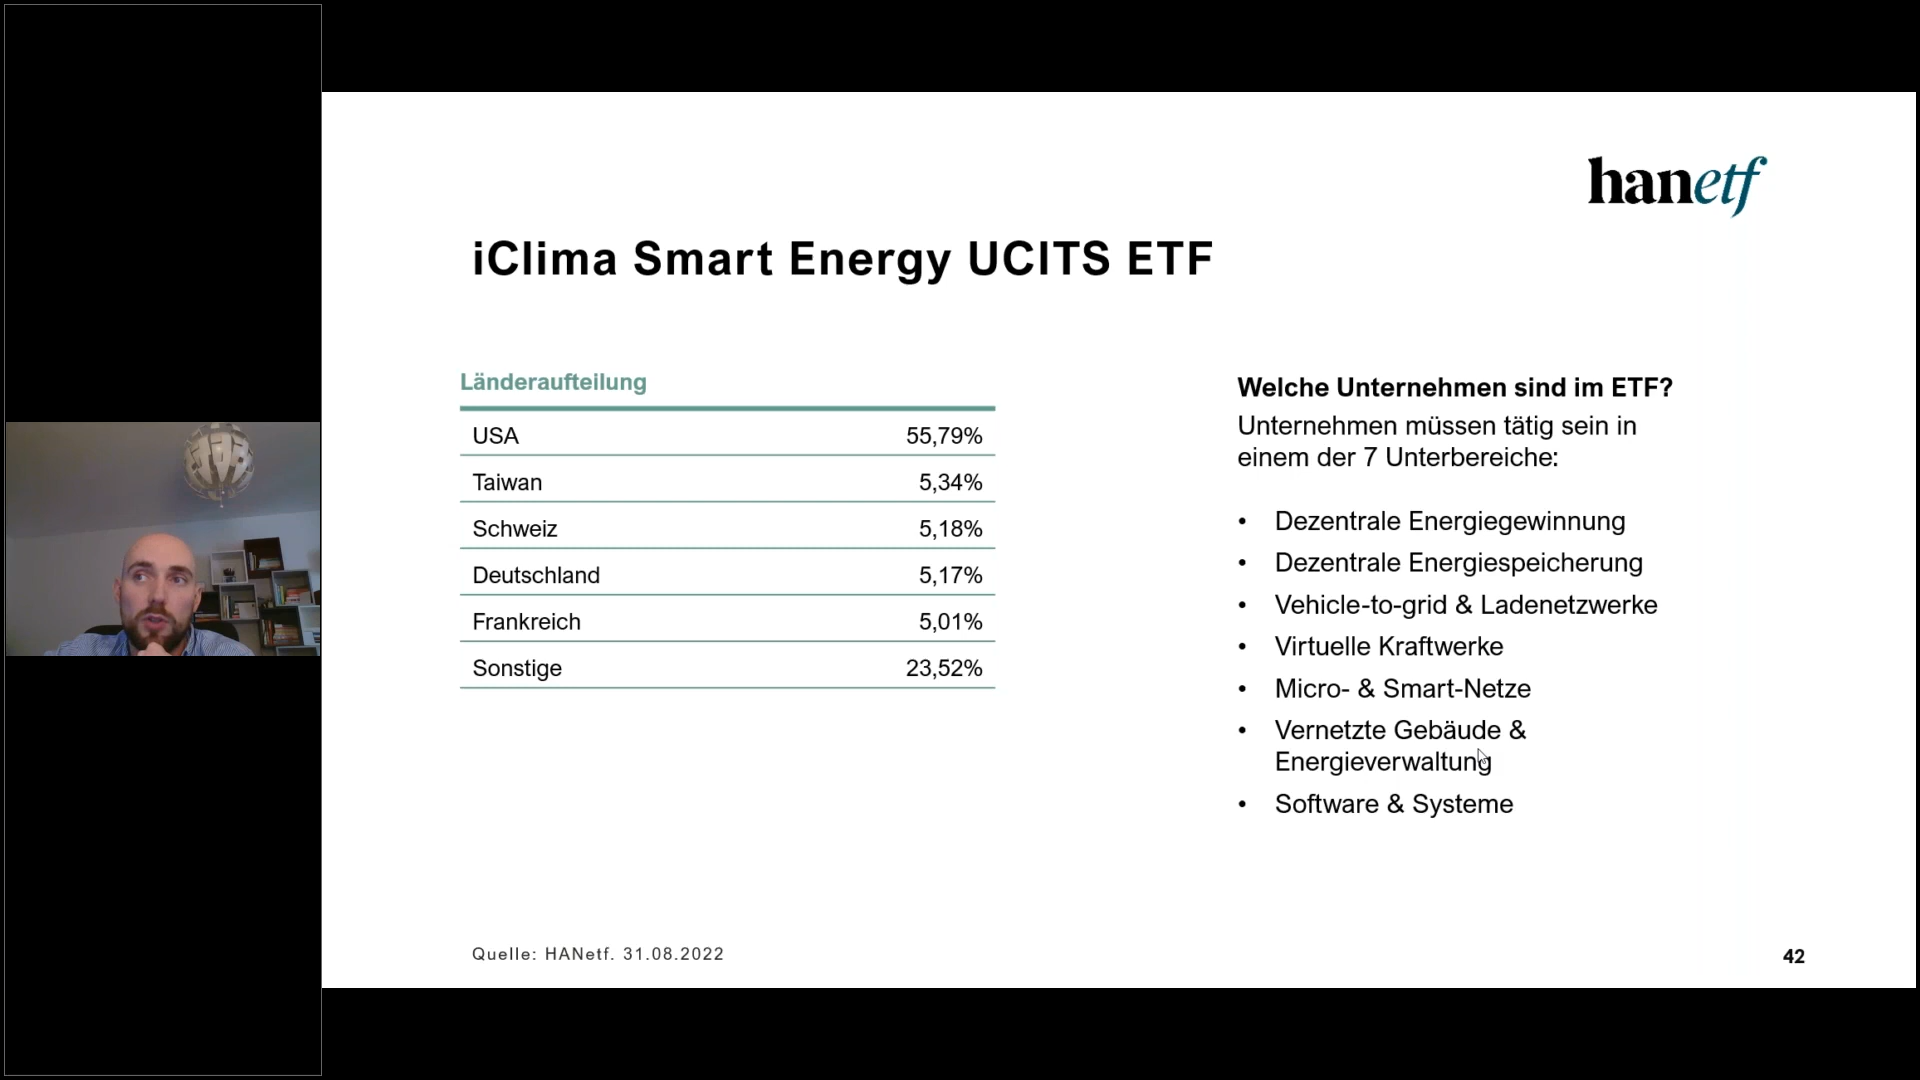 hanetf
iClima Smart Energy UCITS ETF
Länderaufteilung
USA 55,79%
Taiwan 5,34%
Schweiz 5,18%
Deutschland 5,17%
Frankreich 5,01%
Sonstige 23,52%
Welche Unternehmen sind im ETF?
Unternehmen müssen tätig sein in
einem der 7 Unterbereiche:
• Dezentrale Energiegewinnung
• Dezentrale Energiespeicherung
• Vehicle-to-grid & Ladenetzwerke
• Virtuelle Kraftwerke
• Micro- & Smart-Netze
• Vernetzte Gebäude &
Energieverwaltung
• Software & Systeme
Quelle: HANetf. 31.08.2022
42